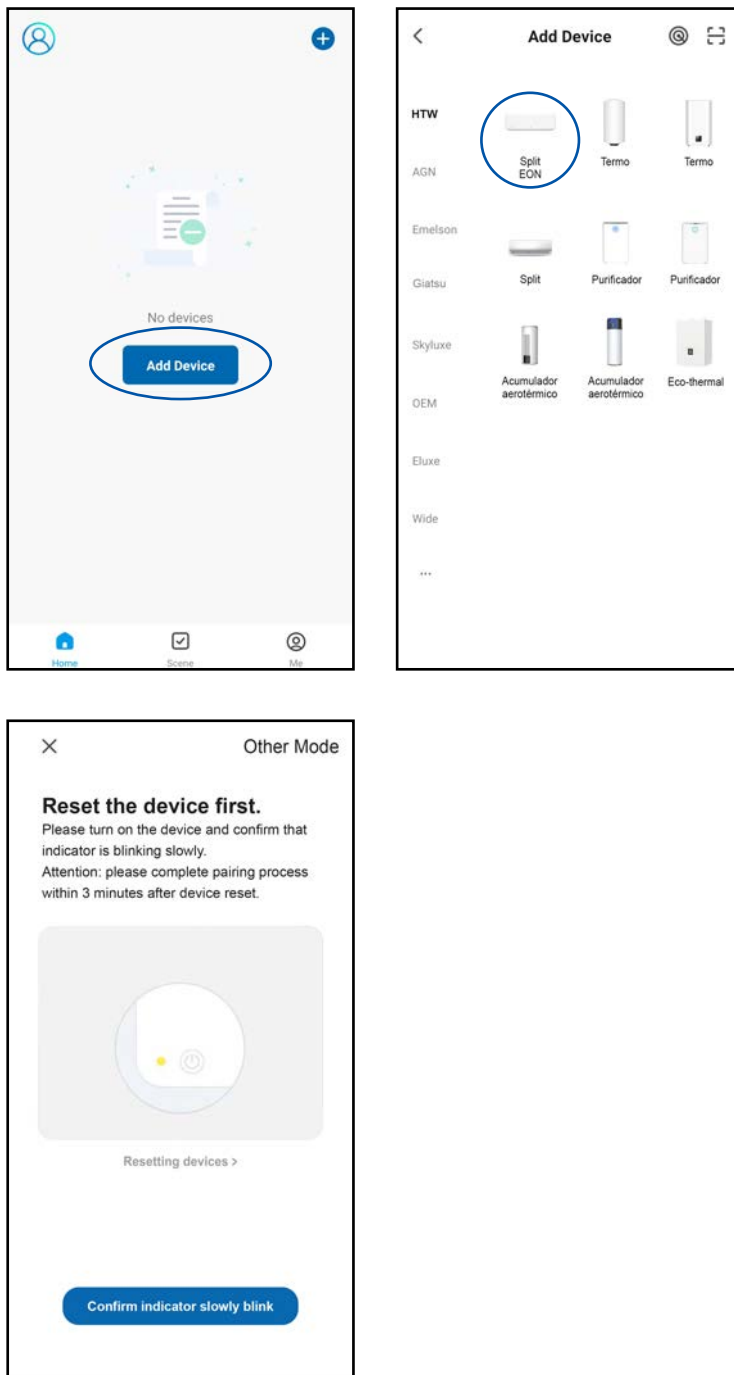 No devices
Add Device
Home
Scene
Me
Add Device
HTW
AGN
Emelson
Giatsu
Skyluxe
OEM
Eluxe
Wide
...
Split
EON
Termo
Termo
Split
Purificador
Purificador
Acumulador
aerotérmico
Acumulador
aerotérmico
Eco-thermal
Other Mode
Reset the device first.
Please turn on the device and confirm that
indicator is blinking slowly.
Attention: please complete pairing process
within 3 minutes after device reset.
Resetting devices >
Confirm indicator slowly blink